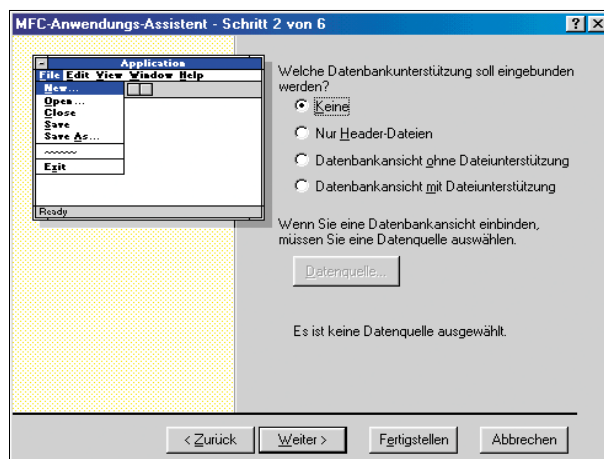 MFC-Anwendungs-Assistent - Schritt 2 von 6
Application
File Edit View Window Help
New...
Open...
Close
Save
Save As...
Exit
Ready
Welche Datenbankunterstützung soll eingebunden
werden?
Keine
Nur Header-Dateien
Datenbankansicht ohne Dateiunterstützung
Datenbankansicht mit Dateiunterstützung
Wenn Sie eine Datenbankansicht einbinden,
müssen Sie eine Datenquelle auswählen.
Datenquelle...
Es ist keine Datenquelle ausgewählt.
< Zurück
Weiter >
Fertigstellen
Abbrechen